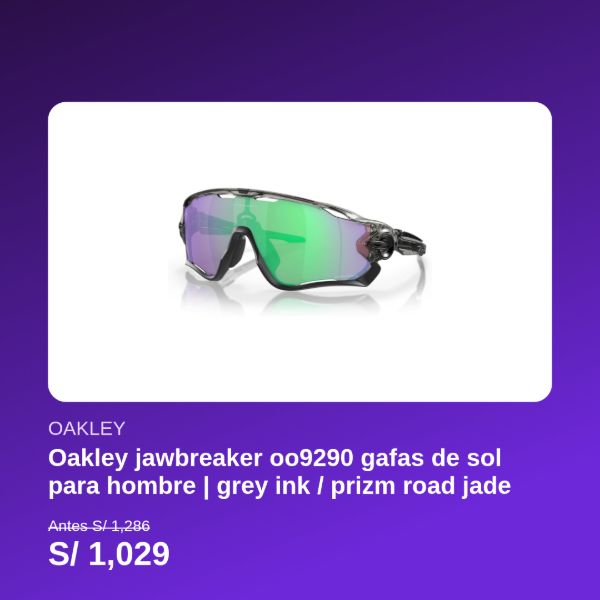 OAKLEY
Oakley jawbreaker oo9290 gafas de sol
para hombre | grey ink / prizm road jade
Antes S/ 1,286
S/ 1,029